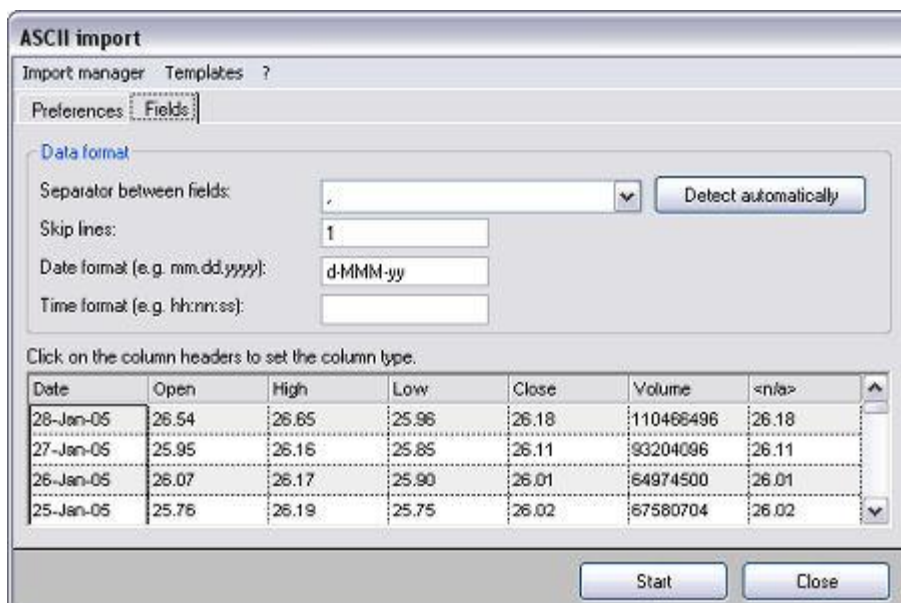 ASCII import
Import manager Templates ?
Preferences Fields
Data format
Separator between fields: , Detect automatically
Skip lines: 1
Date format (e.g. mm.dd.yyyy): d-MMM-yy
Time format (e.g. hh:nn:ss):
Click on the column headers to set the column type.
Date Open High Low Close Volume <n/a>
28-Jan-05 26.54 26.65 25.96 26.18 110466496 26.18
27-Jan-05 25.95 26.16 25.85 26.11 93204096 26.11
26-Jan-05 26.07 26.17 25.90 26.01 64974500 26.01
25-Jan-05 25.76 26.19 25.75 26.02 67580704 26.02
Start Close